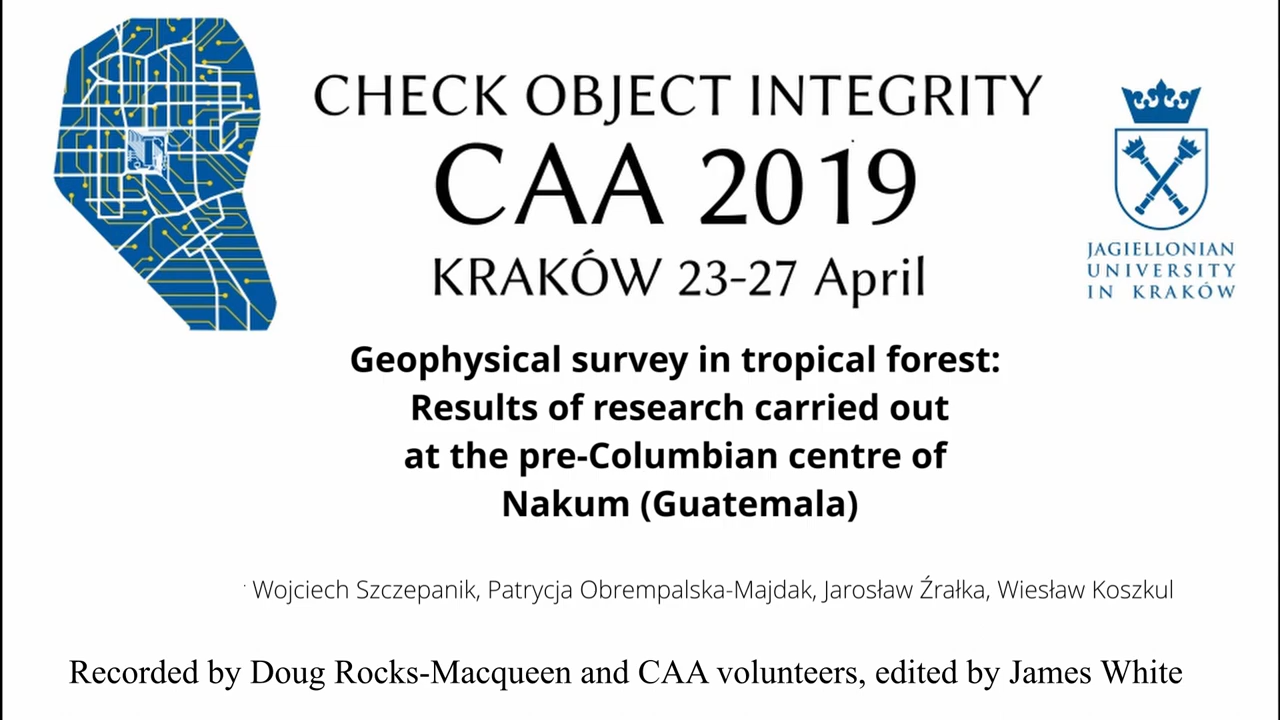 CHECK OBJECT INTEGRITY
CAA 2019
KRAKÓW 23-27 April
JAGIELLONIAN
UNIVERSITY
IN KRAKÓW
Geophysical survey in tropical forest:
Results of research carried out
at the pre-Columbian centre of
Nakum (Guatemala)
Wojciech Szczepanik, Patrycja Obrempalska-Majdak, Jarosław Źrałka, Wiesław Koszkul
Recorded by Doug Rocks-Macqueen and CAA volunteers, edited by James White